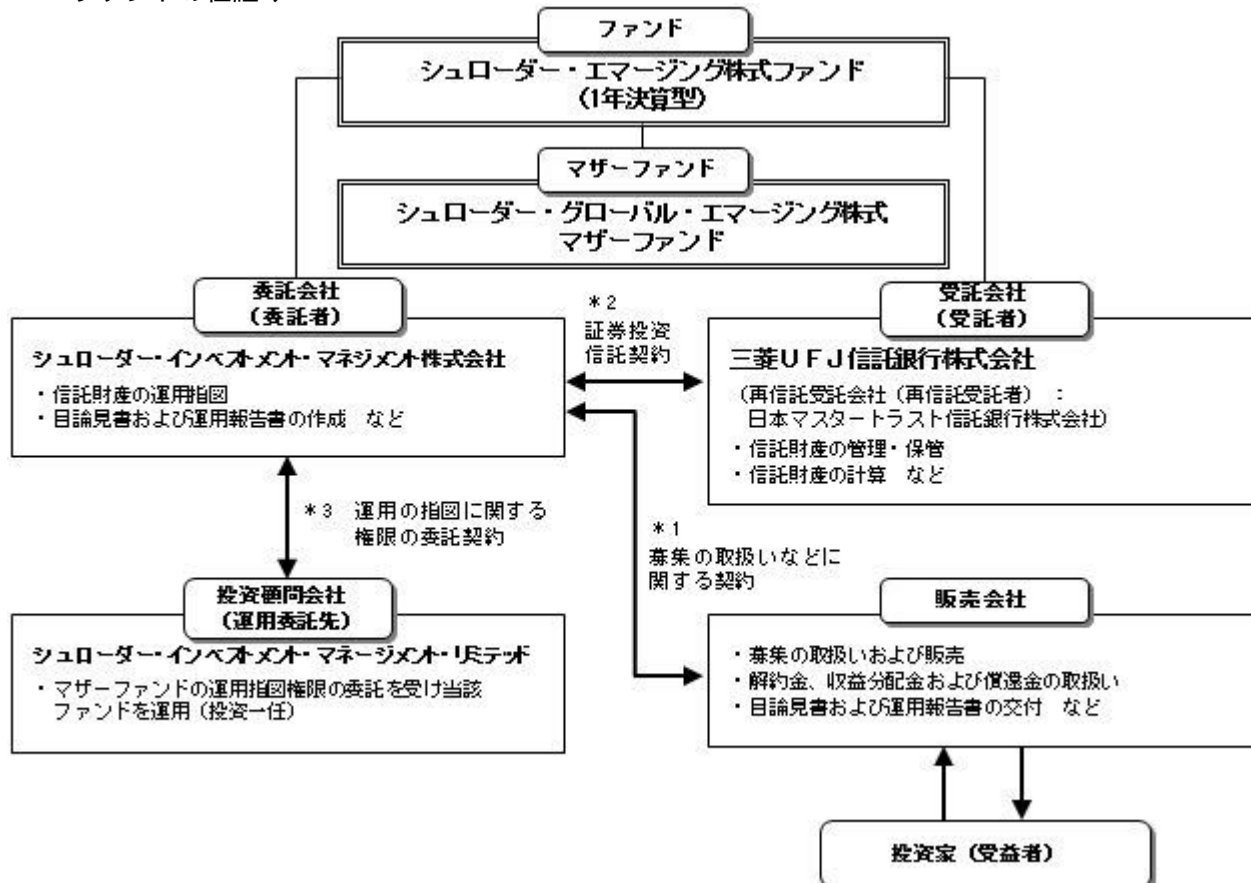 ファンド
シュローダー・エマージング株式ファンド
(1年決算型)
マザーファンド
シュローダー・グローバル・エマージング株式
マザーファンド
委託会社
(委託者)
シュローダー・インベストメント・マネジメント株式会社
・信託財産の運用指図
・目論見書および運用報告書の作成 など
*2
証券投資
信託契約
受託会社
(受託者)
三菱UFJ信託銀行株式会社
(再信託受託会社(再信託受託者) :
日本マスタートラスト信託銀行株式会社)
・信託財産の管理・保管
・信託財産の計算 など
*3 運用の指図に関する
権限の委託契約
*1
募集の取扱いなどに
関する契約
投資顧問会社
(運用委託先)
シュローダー・インベストメント・マネージメント・リミテッド
・マザーファンドの運用指図権限の委託を受け当該
ファンドを運用(投資一任)
販売会社
・募集の取扱いおよび販売
・解約金、収益分配金および償還金の取扱い
・目論見書および運用報告書の交付 など
投資家(受益者)